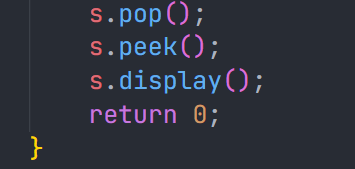 s.pop();
s.peek();
s.display();
return 0;
}